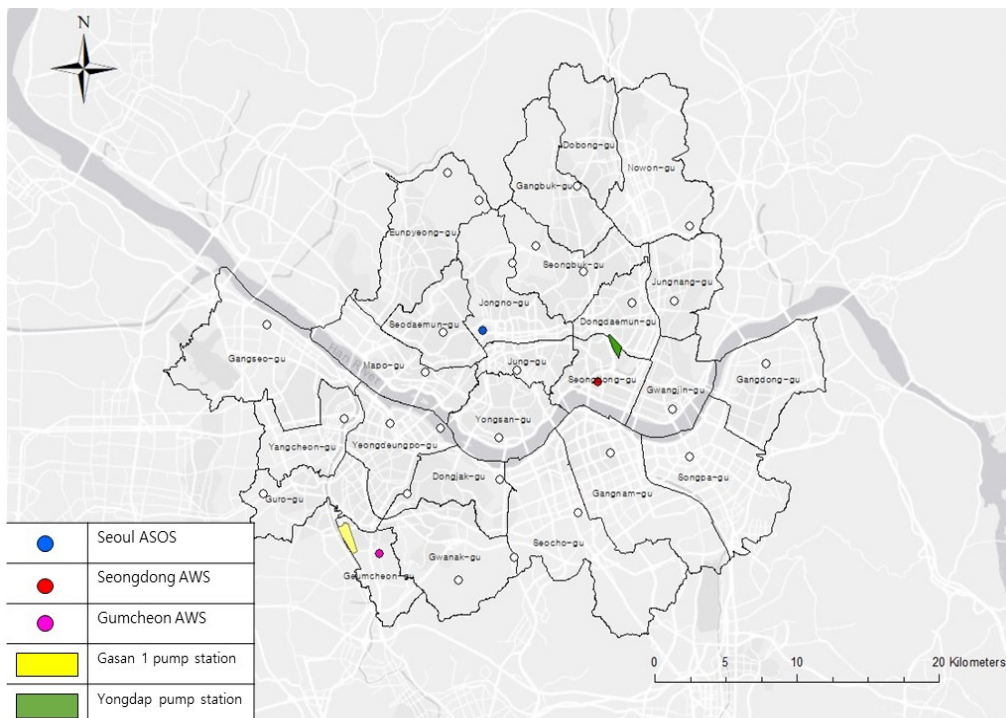 N
Dobong-gu
Nowon-gu
Gangbuk-gu
Eunpyeong-gu
Seongbuk-gu
Jungnang-gu
Jongno-gu
Dongdaemun-gu
Seodaemun-gu
Gangseo-gu
Mapo-gu
Jung-gu
Seongdong-gu
Gwangjin-gu
Gangdong-gu
Yongsan-gu
Yangcheon-gu
Yeongdeungpo-gu
Dongjak-gu
Songpa-gu
Guro-gu
Gangnam-gu
Seocho-gu
Gwanak-gu
Geumcheon-gu
Seoul ASOS
Seongdong AWS
Gumcheon AWS
Gasan 1 pump station
Yongdap pump station
0 5 10 20 Kilometers